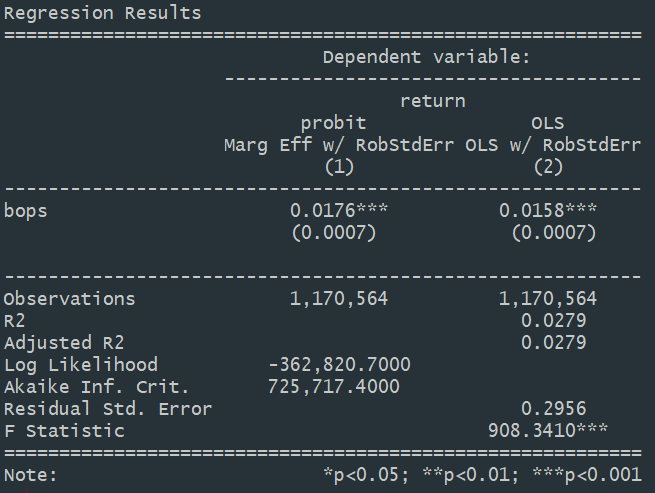 Regression Results
==========================================================
Dependent variable:
--------------------------------------
return
probit OLS
Marg Eff w/ RobStdErr OLS w/ RobStdErr
(1) (2)
----------------------------------------------------------
bops 0.0176*** 0.0158***
(0.0007) (0.0007)
----------------------------------------------------------
Observations 1,170,564 1,170,564
R2 0.0279
Adjusted R2 0.0279
Log Likelihood -362,820.7000
Akaike Inf. Crit. 725,717.4000
Residual Std. Error 0.2956
F Statistic 908.3410***
==========================================================
Note: *p<0.05; **p<0.01; ***p<0.001